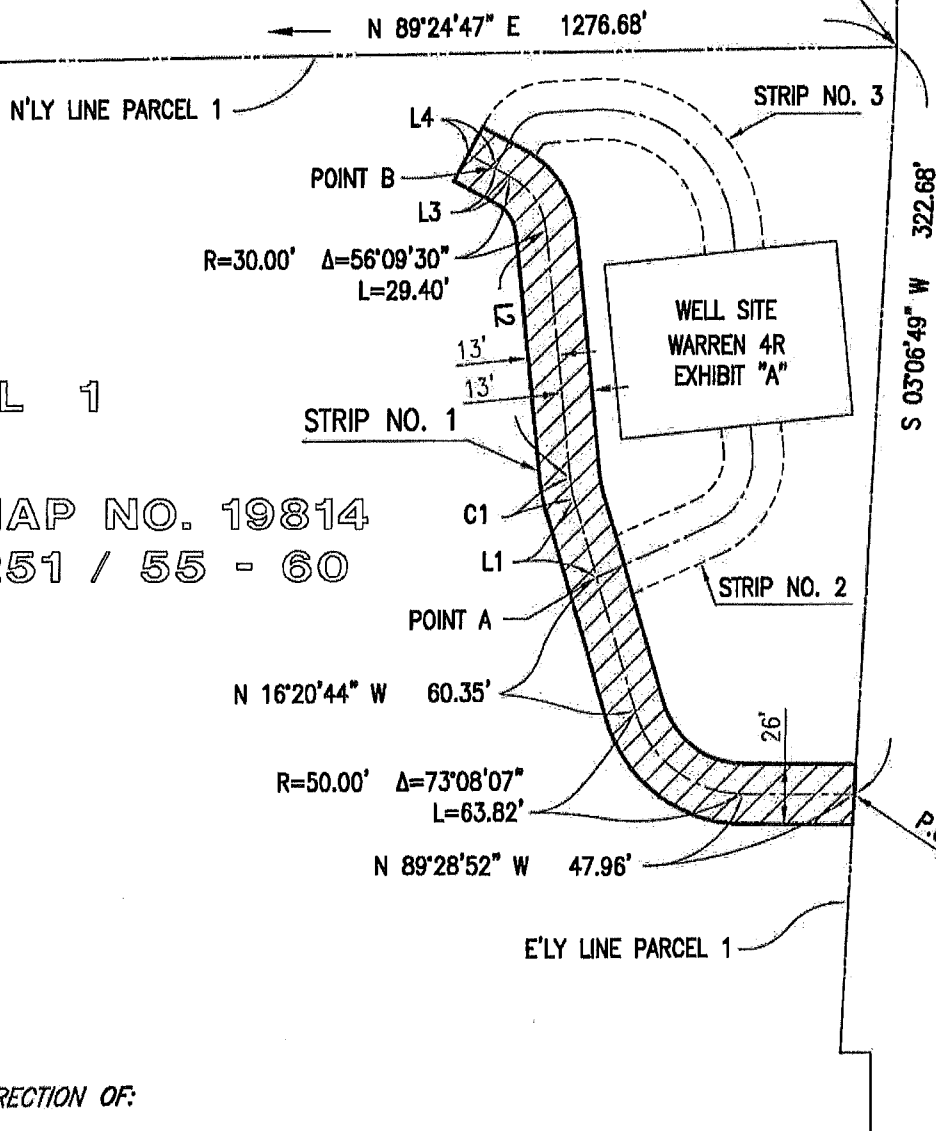 N 89°24'47" E 1276.68'
N'LY LINE PARCEL 1
STRIP NO. 3
L4
POINT B
L3
R=30.00' Δ=56°09'30"
L=29.40'
L2
S 03°06'49" W 322.68'
WELL SITE
WARREN 4R
EXHIBIT "A"
13'
13'
L 1
STRIP NO. 1
AP NO. 19814
251 / 55 - 60
C1
L1
STRIP NO. 2
POINT A
N 16°20'44" W 60.35'
26'
R=50.00' Δ=73°08'07"
L=63.82'
N 89°28'52" W 47.96'
E'LY LINE PARCEL 1
RECTION OF: